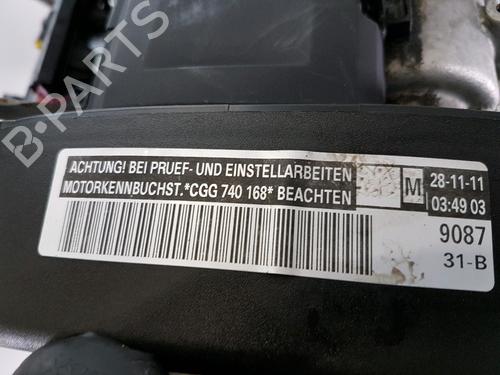 B-PARTS
ACHTUNG! BEI PRUEF- UND EINSTELLARBEITEN
MOTORKENNBUCHST.*CGG 740 168* BEACHTEN
M
28-11-11
03:49 03
9087
31-B